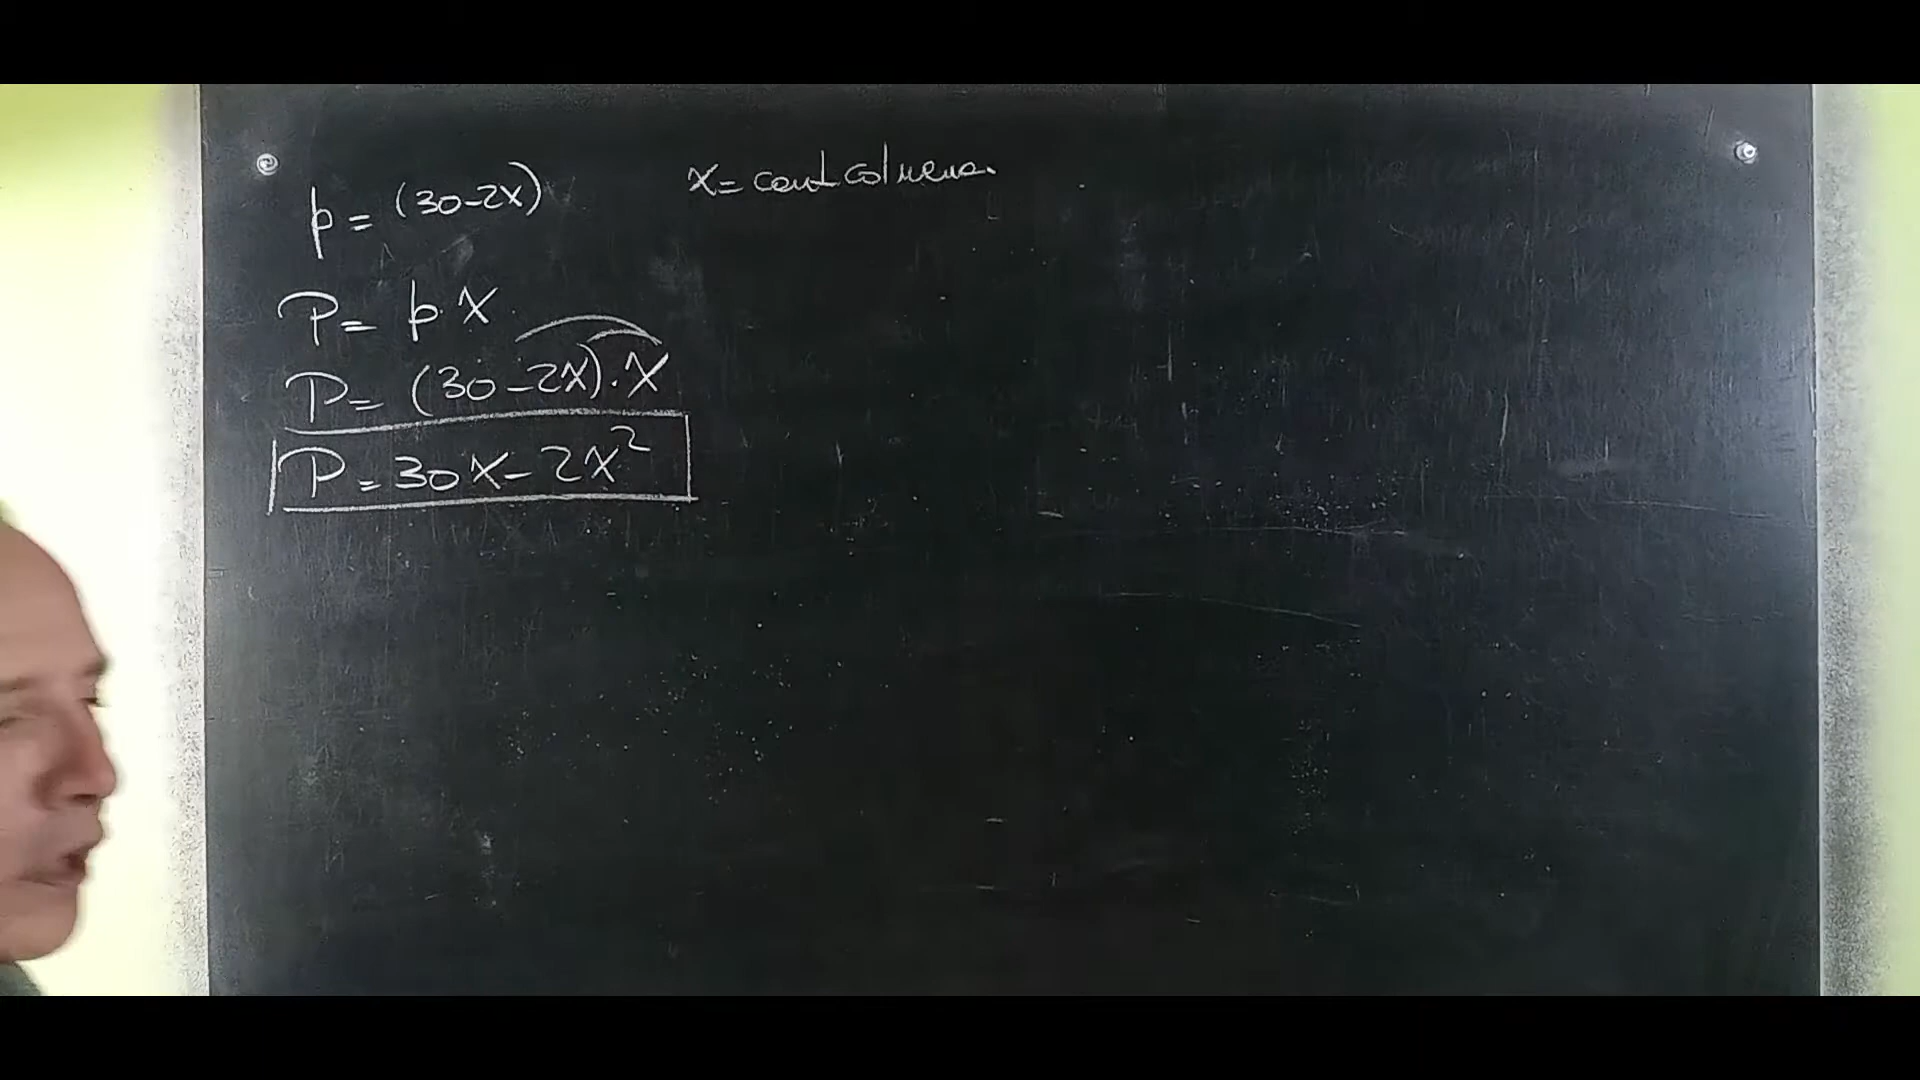 p = (30-2x)
x = cant colmena.
P = p·x
P = (30-2x)·x
P = 30x - 2x²